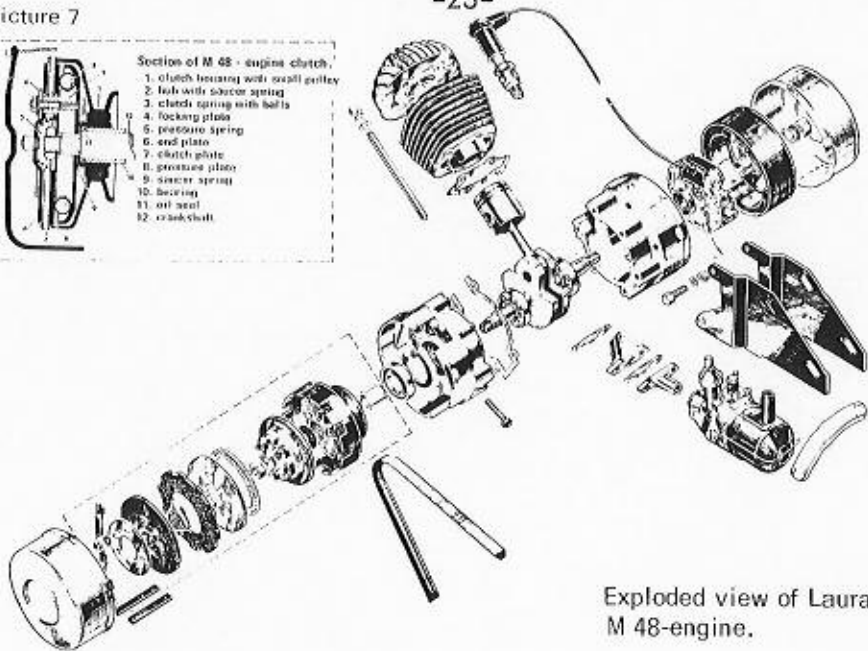 icture 7
-23-
Section of M 48 - engine clutch.
1. clutch housing with small pulley
2. hub with saucer spring
3. clutch spring with balls
4. locking plate
5. pressure spring
6. end plate
7. clutch plate
8. pressure plate
9. saucer spring
10. bearing
11. oil seal
12. crankshaft
Exploded view of Laura
M 48-engine.